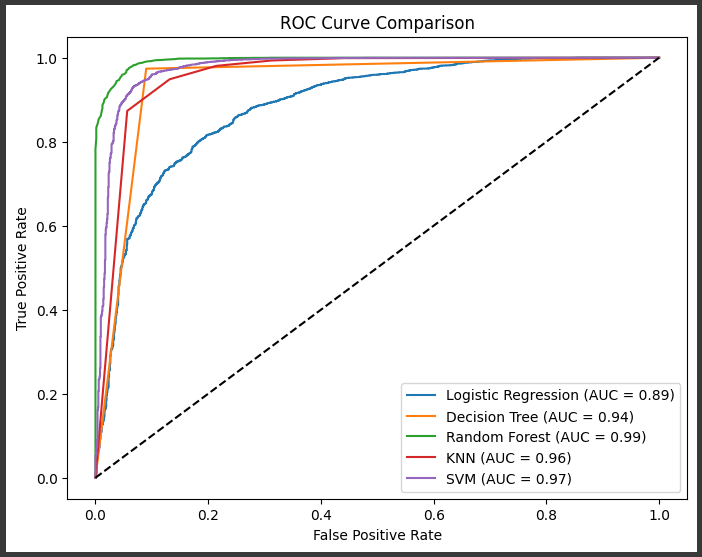 ROC Curve Comparison
True Positive Rate
1.0
0.8
0.6
0.4
0.2
0.0
Logistic Regression (AUC = 0.89)
Decision Tree (AUC = 0.94)
Random Forest (AUC = 0.99)
KNN (AUC = 0.96)
SVM (AUC = 0.97)
0.0 0.2 0.4 0.6 0.8 1.0
False Positive Rate